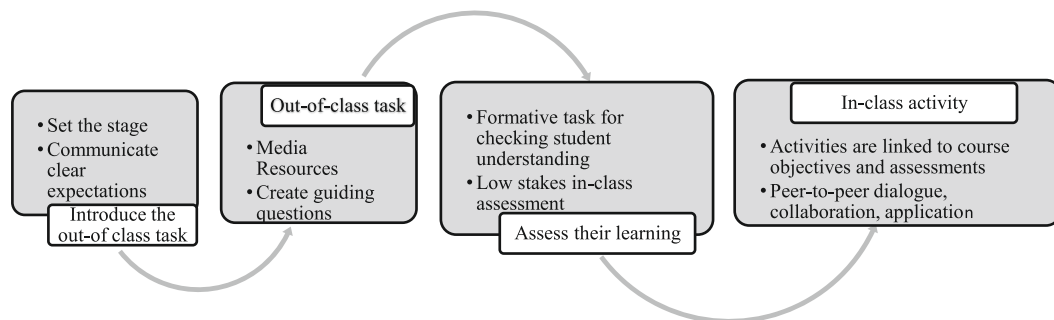 • Set the stage
• Communicate
clear
expectations
Introduce the
out-of class task
Out-of-class task
• Media
Resources
• Create guiding
questions
• Formative task for
checking student
understanding
• Low stakes in-class
assessment
Assess their learning
In-class activity
• Activities are linked to course
objectives and assessments
• Peer-to-peer dialogue,
collaboration, application